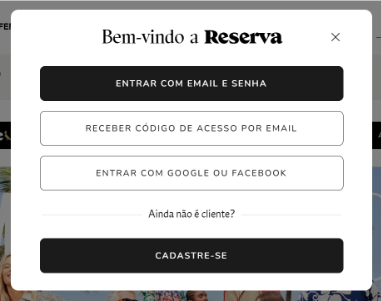 Bem-vindo a Reserva
ENTRAR COM EMAIL E SENHA
RECEBER CÓDIGO DE ACESSO POR EMAIL
ENTRAR COM GOOGLE OU FACEBOOK
Ainda não é cliente?
CADASTRE-SE